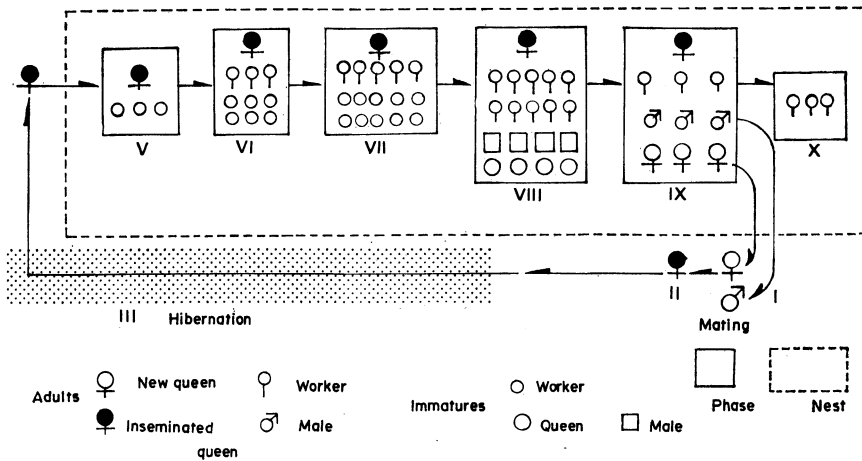 V
VI
VII
VIII
IX
X
III Hibernation
II
I
Mating
Adults
New queen
Worker
Inseminated
queen
Male
Immatures
Worker
Queen
Male
Phase
Nest